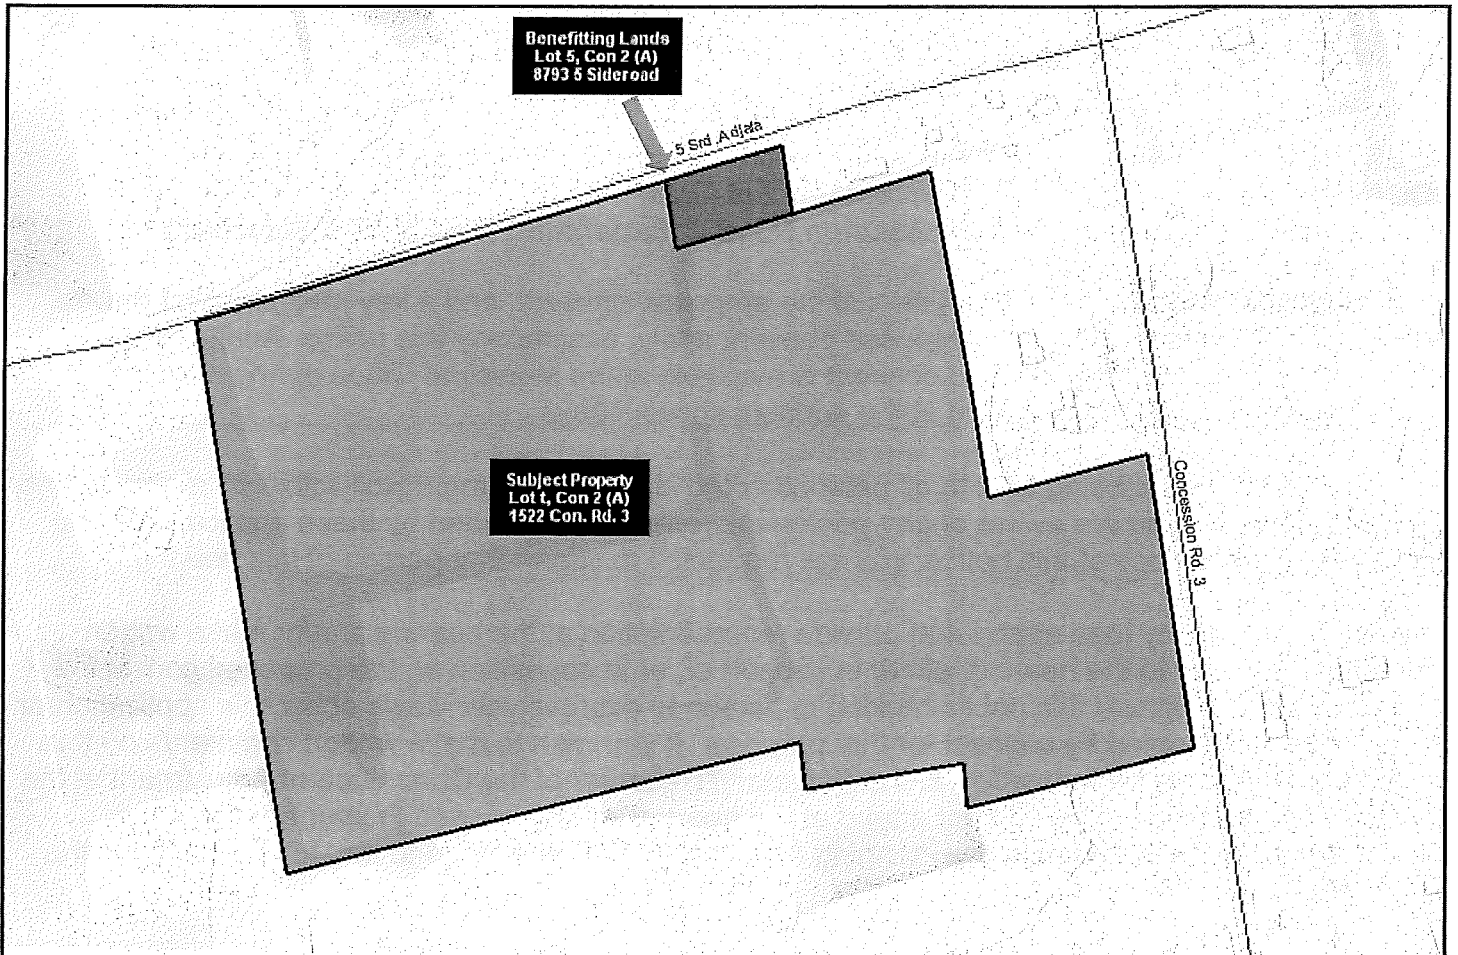 Benefitting Lands
Lot 5, Con 2 (A)
8793 5 Sideroad
5 Srd. Adjala
Subject Property
Lot t, Con 2 (A)
1522 Con. Rd. 3
Concession Rd. 3